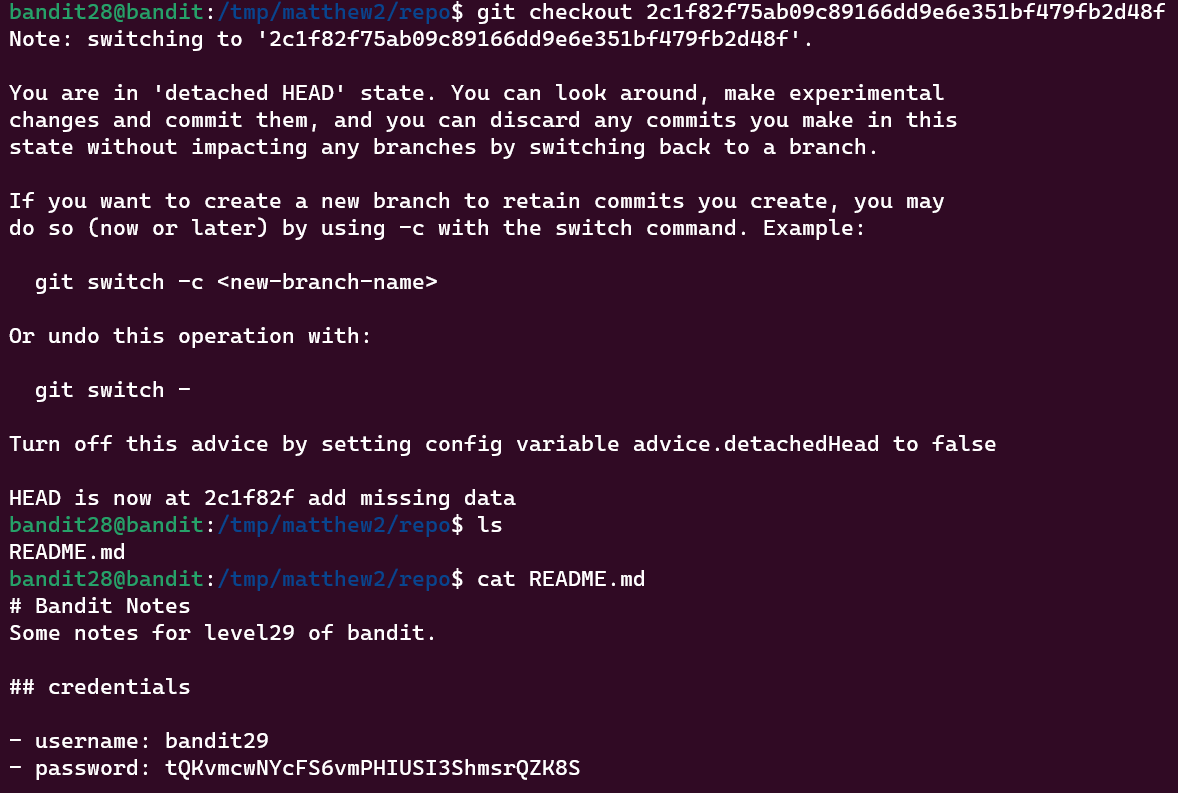 bandit28@bandit:/tmp/matthew2/repo$ git checkout 2c1f82f75ab09c89166dd9e6e351bf479fb2d48f
Note: switching to '2c1f82f75ab09c89166dd9e6e351bf479fb2d48f'.
You are in 'detached HEAD' state. You can look around, make experimental
changes and commit them, and you can discard any commits you make in this
state without impacting any branches by switching back to a branch.
If you want to create a new branch to retain commits you create, you may
do so (now or later) by using -c with the switch command. Example:
git switch -c <new-branch-name>
Or undo this operation with:
git switch -
Turn off this advice by setting config variable advice.detachedHead to false
HEAD is now at 2c1f82f add missing data
bandit28@bandit:/tmp/matthew2/repo$ ls
README.md
bandit28@bandit:/tmp/matthew2/repo$ cat README.md
# Bandit Notes
Some notes for level29 of bandit.
## credentials
- username: bandit29
- password: tQKvmcwNYcFS6vmPHIUSI3ShmsrQZK8S